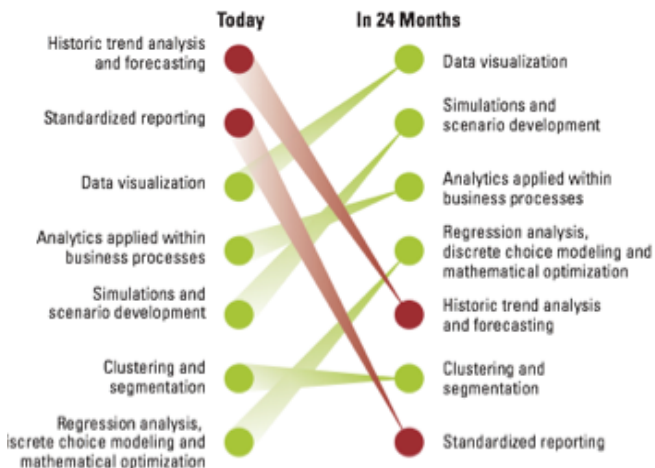 Today
In 24 Months
Historic trend analysis
and forecasting
Standardized reporting
Data visualization
Analytics applied within
business processes
Simulations and
scenario development
Clustering and
segmentation
Regression analysis,
iscrete choice modeling and
mathematical optimization
Data visualization
Simulations and
scenario development
Analytics applied within
business processes
Regression analysis,
discrete choice modeling and
mathematical optimization
Historic trend analysis
and forecasting
Clustering and
segmentation
Standardized reporting